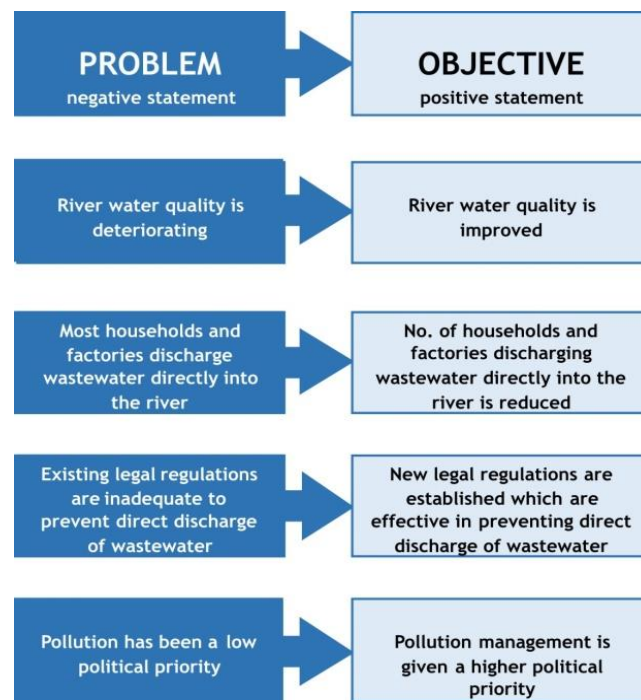 PROBLEM
negative statement
OBJECTIVE
positive statement
River water quality is
deteriorating
River water quality is
improved
Most households and
factories discharge
wastewater directly into
the river
No. of households and
factories discharging
wastewater directly into the
river is reduced
Existing legal regulations
are inadequate to
prevent direct discharge
of wastewater
New legal regulations are
established which are
effective in preventing direct
discharge of wastewater
Pollution has been a low
political priority
Pollution management is
given a higher political
priority